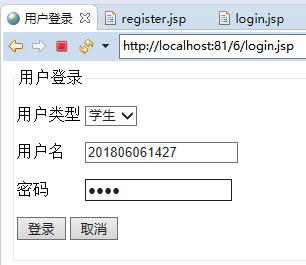 用户登录 register.jsp login.jsp
http://localhost:81/6/login.jsp
用户登录
用户类型 学生
用户名 201806061427
密码 ●●●●
登录 取消